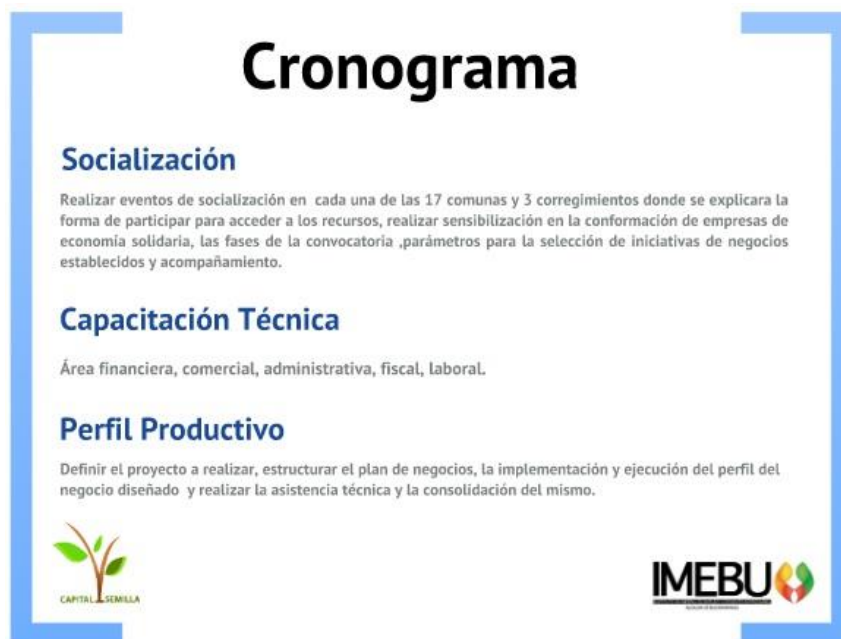 Cronograma
Socialización
Realizar eventos de socialización en cada una de las 17 comunas y 3 corregimientos donde se explicara la
forma de participar para acceder a los recursos, realizar sensibilización en la conformación de empresas de
economía solidaria, las fases de la convocatoria ,parámetros para la selección de iniciativas de negocios
establecidos y acompañamiento.
Capacitación Técnica
Área financiera, comercial, administrativa, fiscal, laboral.
Perfil Productivo
Definir el proyecto a realizar, estructurar el plan de negocios, la implementación y ejecución del perfil del
negocio diseñado y realizar la asistencia técnica y la consolidación del mismo.
CAPITAL SEMILLA
IMEBU